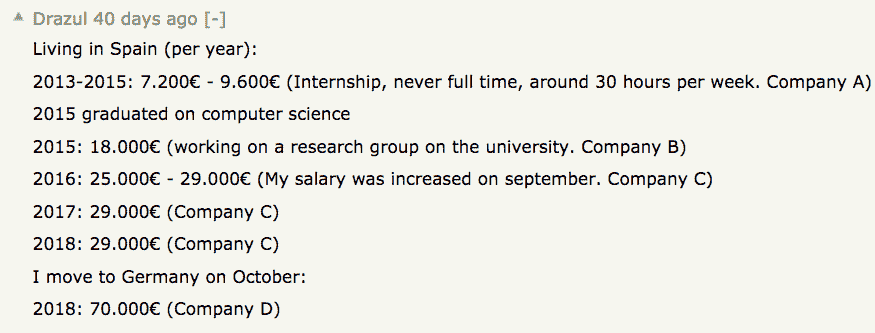 Drazul 40 days ago [-]
Living in Spain (per year):
2013-2015: 7.200€ - 9.600€ (Internship, never full time, around 30 hours per week. Company A)
2015 graduated on computer science
2015: 18.000€ (working on a research group on the university. Company B)
2016: 25.000€ - 29.000€ (My salary was increased on september. Company C)
2017: 29.000€ (Company C)
2018: 29.000€ (Company C)
I move to Germany on October:
2018: 70.000€ (Company D)